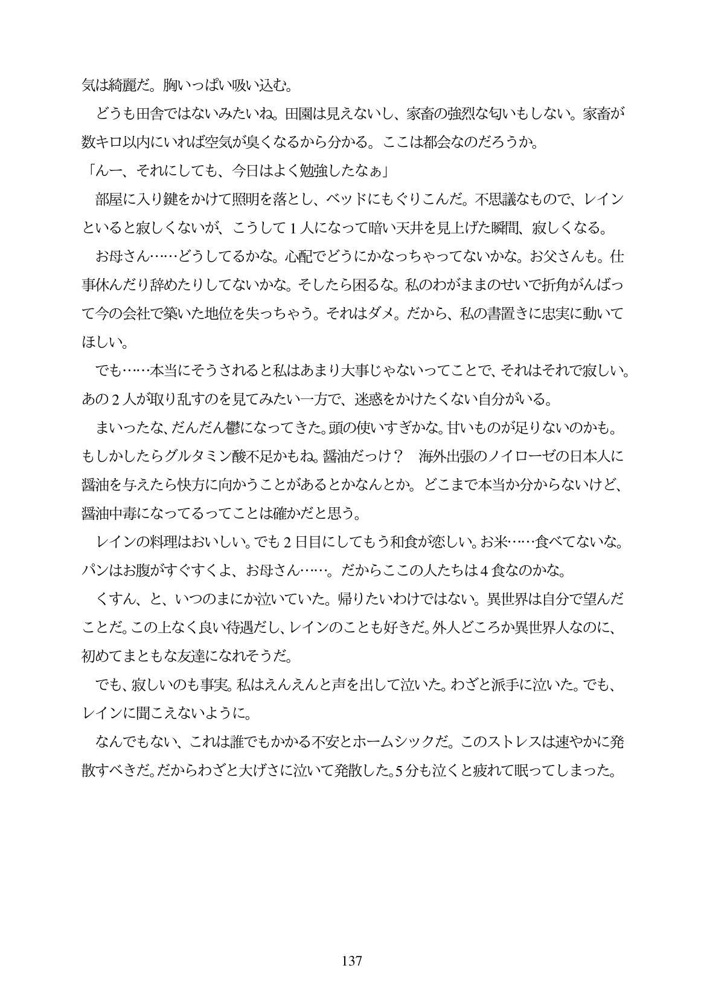 気は綺麗だ。胸いっぱい吸い込む。
　どうも田舎ではないみたいね。田園は見えないし、家畜の強烈な匂いもしない。家畜が
数キロ以内にいれば空気が臭くなるから分かる。ここは都会なのだろうか。
「んー、それにしても、今日はよく勉強したなぁ」
　部屋に入り鍵をかけて照明を落とし、ベッドにもぐりこんだ。不思議なもので、レイン
といると寂しくないが、こうして 1 人になって暗い天井を見上げた瞬間、寂しくなる。
　お母さん……どうしてるかな。心配でどうにかなっちゃってないかな。お父さんも。仕
事休んだり辞めたりしてないかな。そしたら困るな。私のわがままのせいで折角がんばっ
て今の会社で築いた地位を失っちゃう。それはダメ。だから、私の書置きに忠実に動いて
ほしい。
　でも……本当にそうされると私はあまり大事じゃないってことで、それはそれで寂しい。
あの 2 人が取り乱すのを見てみたい一方で、迷惑をかけたくない自分がいる。
　まいったな、だんだん鬱になってきた。頭の使いすぎかな。甘いものが足りないのかも。
もしかしたらグルタミン酸不足かもね。醤油だっけ？　海外出張のノイローゼの日本人に
醤油を与えたら快方に向かうことがあるとかなんとか。どこまで本当か分からないけど、
醤油中毒になってるってことは確かだと思う。
　レインの料理はおいしい。でも 2 日目にしてもう和食が恋しい。お米……食べてないな。
パンはお腹がすぐすくよ、お母さん……。だからここの人たちは 4 食なのかな。
　くすん、と、いつのまにか泣いていた。帰りたいわけではない。異世界は自分で望んだ
ことだ。この上なく良い待遇だし、レインのことも好きだ。外人どころか異世界人なのに、
初めてまともな友達になれそうだ。
　でも、寂しいのも事実。私はえんえんと声を出して泣いた。わざと派手に泣いた。でも、
レインに聞こえないように。
　なんでもない、これは誰でもかかる不安とホームシックだ。このストレスは速やかに発
散すべきだ。だからわざと大げさに泣いて発散した。5 分も泣くと疲れて眠ってしまった。
137